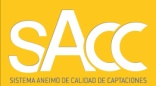 SACC
SISTEMA ANEIMO DE CALIDAD DE CAPTACIONES